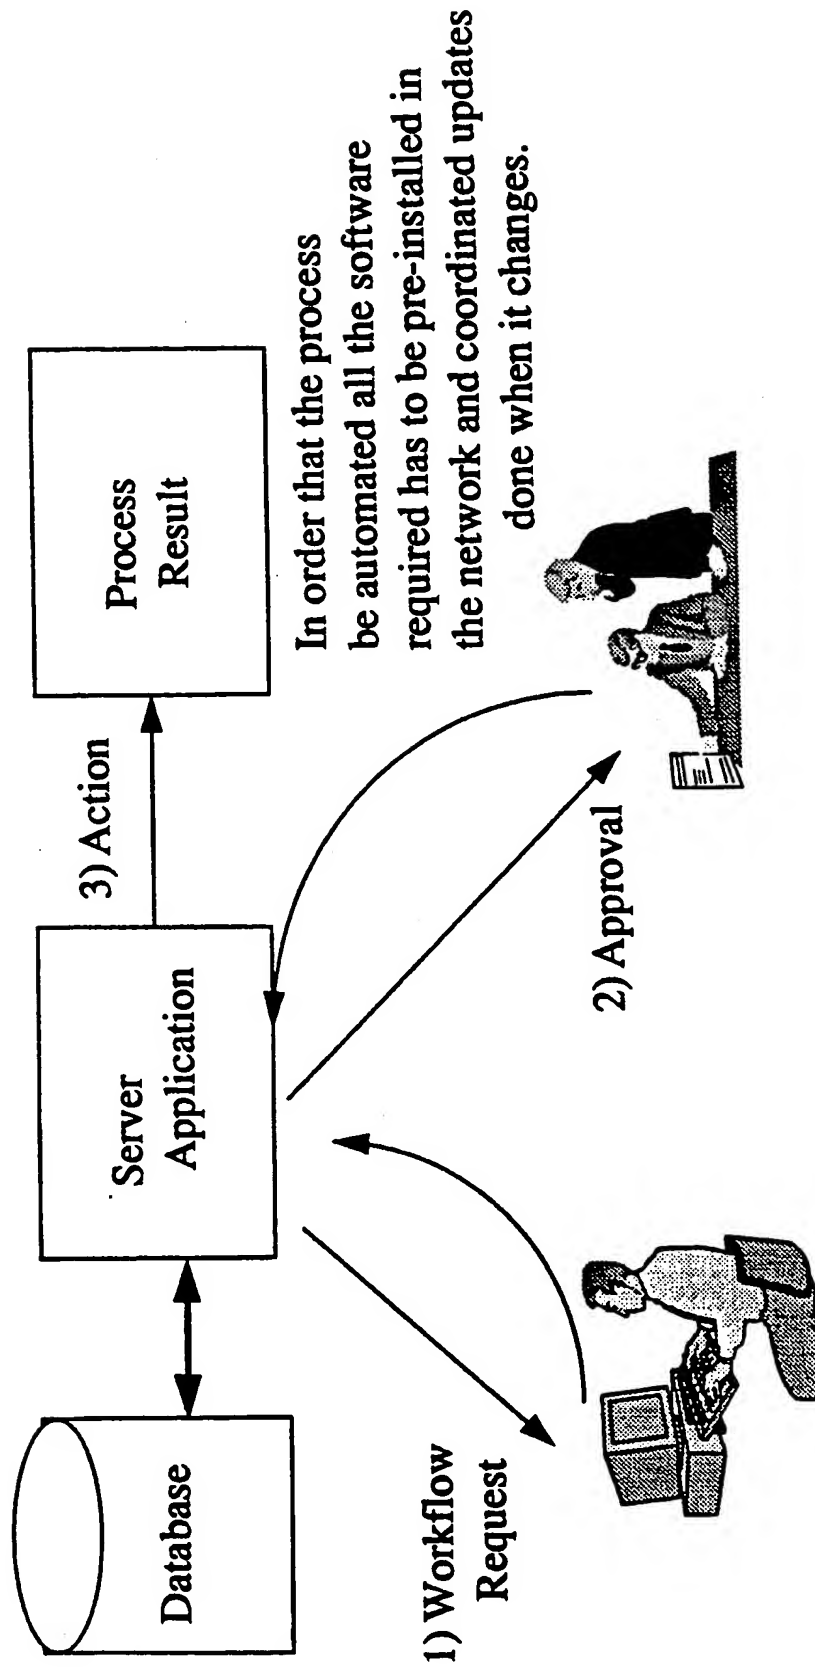 Database
Server
Application
3) Action
Process
Result
In order that the process
be automated all the software
required has to be pre-installed in
the network and coordinated updates
done when it changes.
1) Workflow
Request
2) Approval